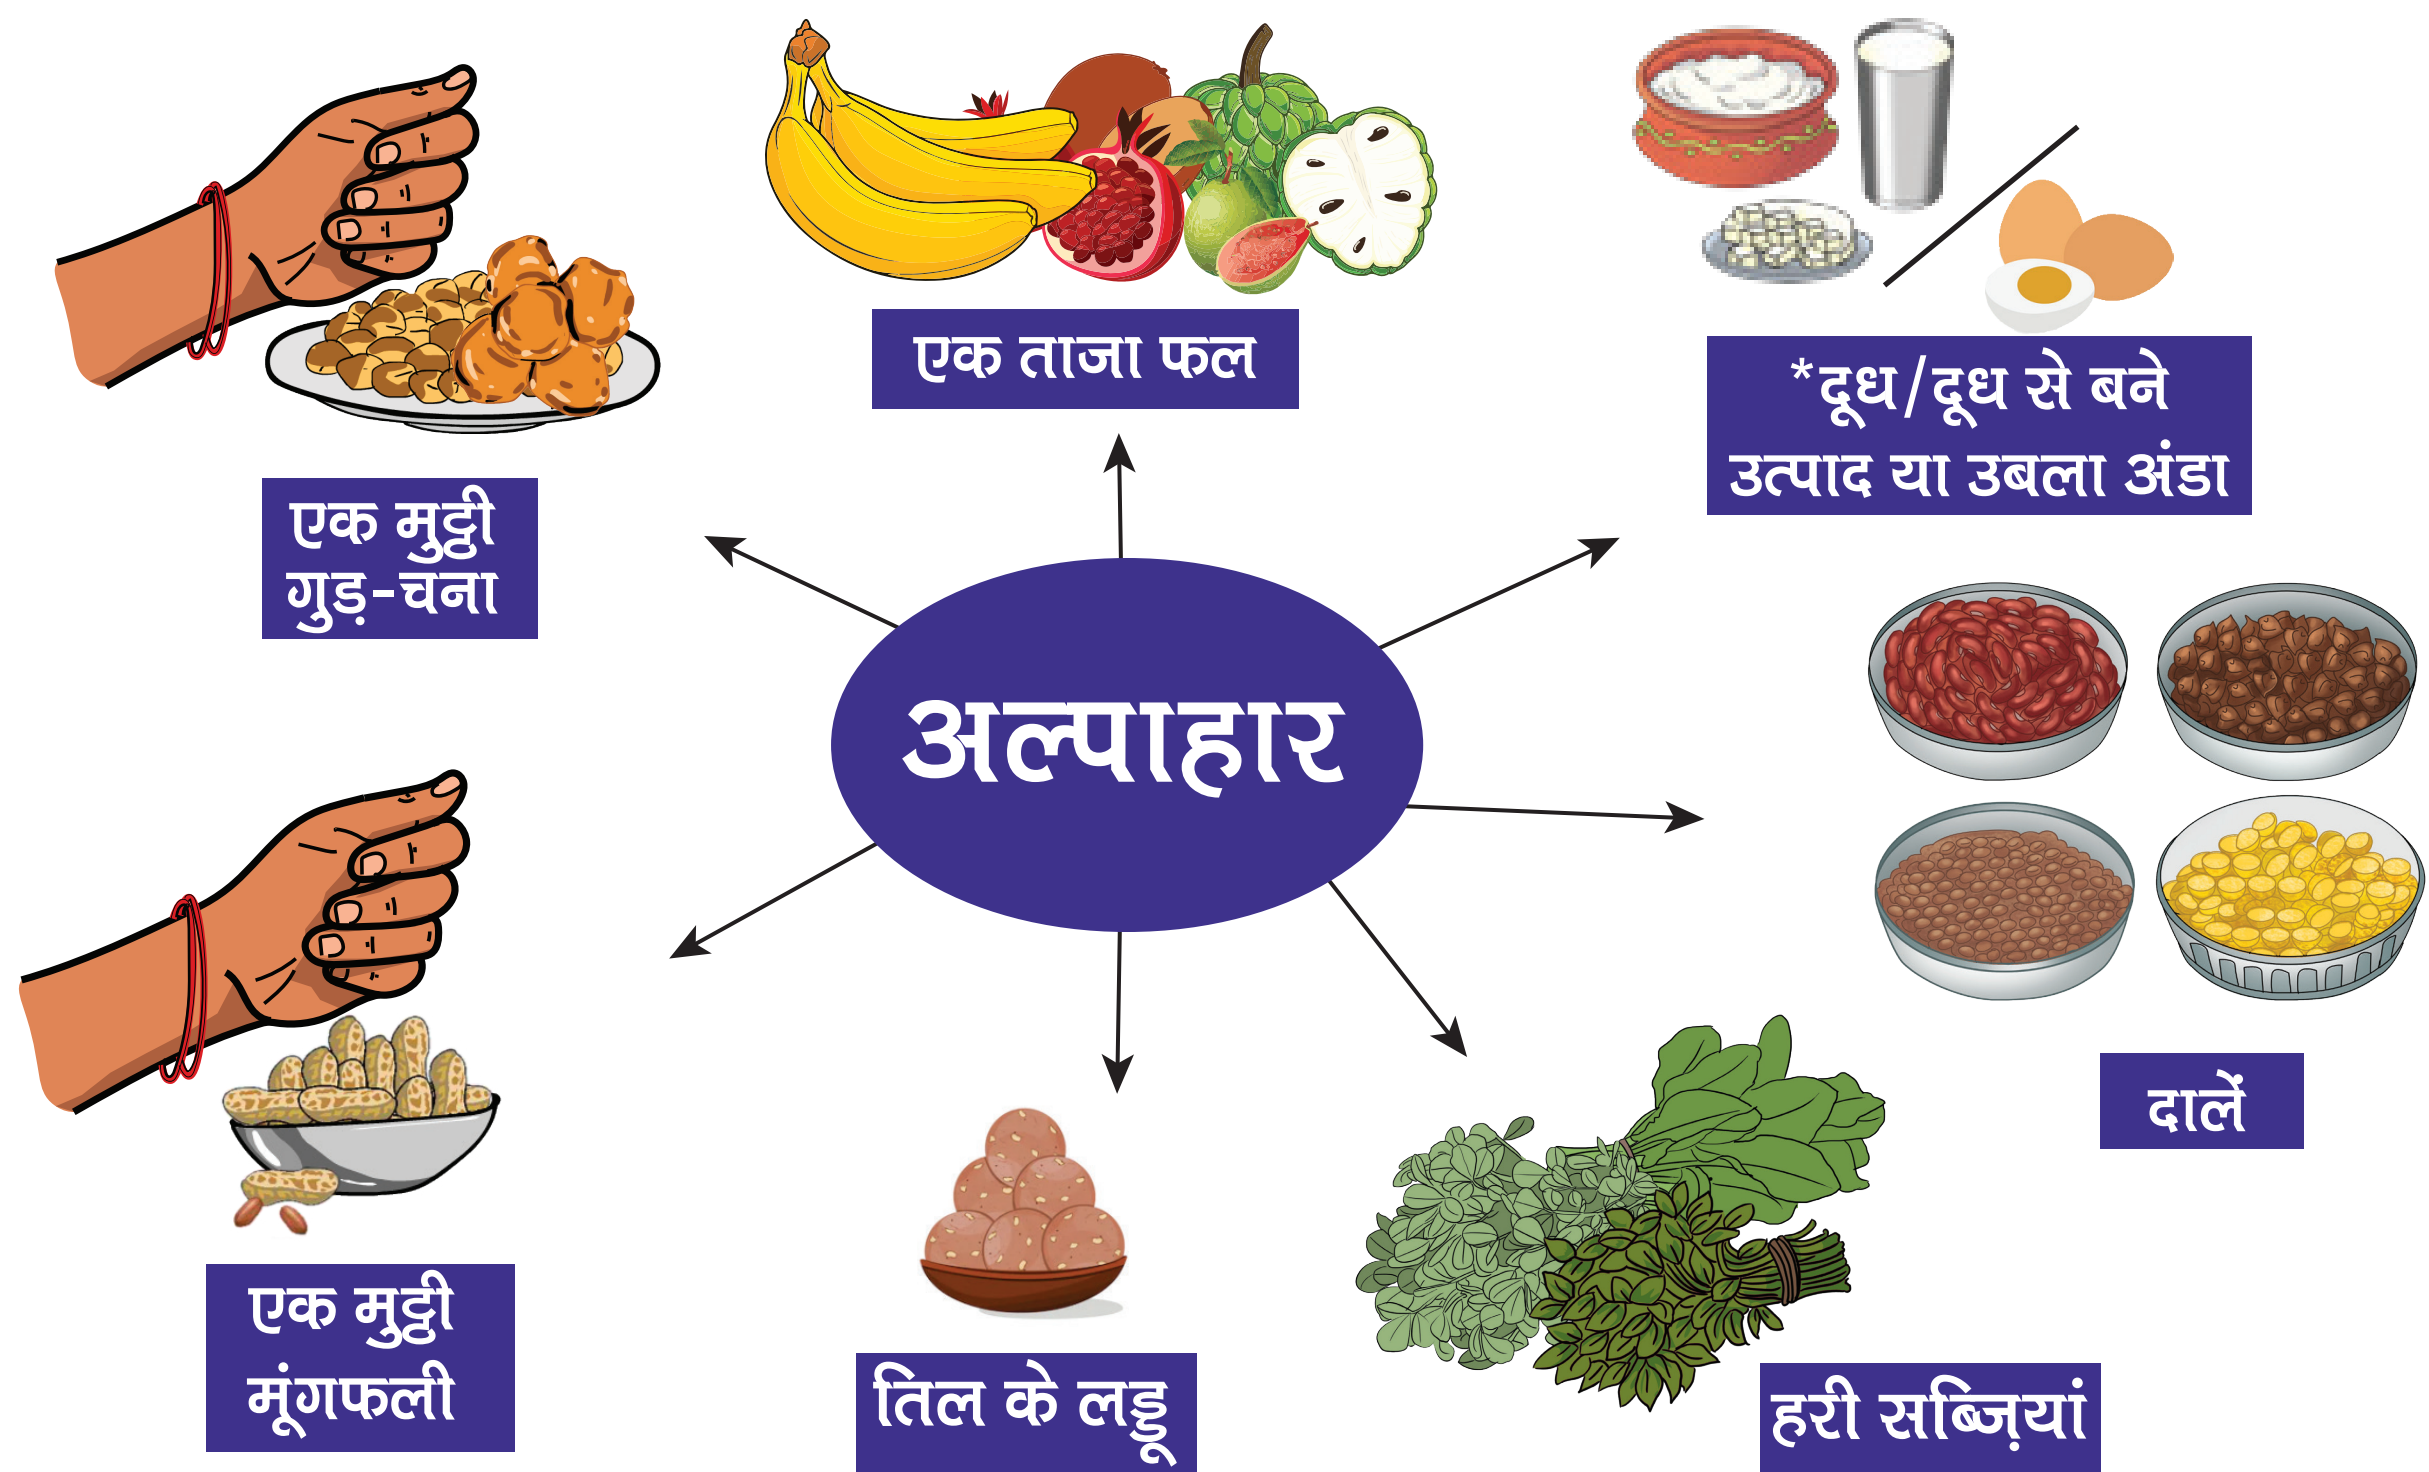 एक ताजा फल
*दूध/दूध से बने
उत्पाद या उबला अंडा
एक मुट्ठी
गुड़-चना
अल्पाहार
दालें
एक मुट्ठी
मूंगफली
तिल के लड्डू
हरी सब्ज़ियां